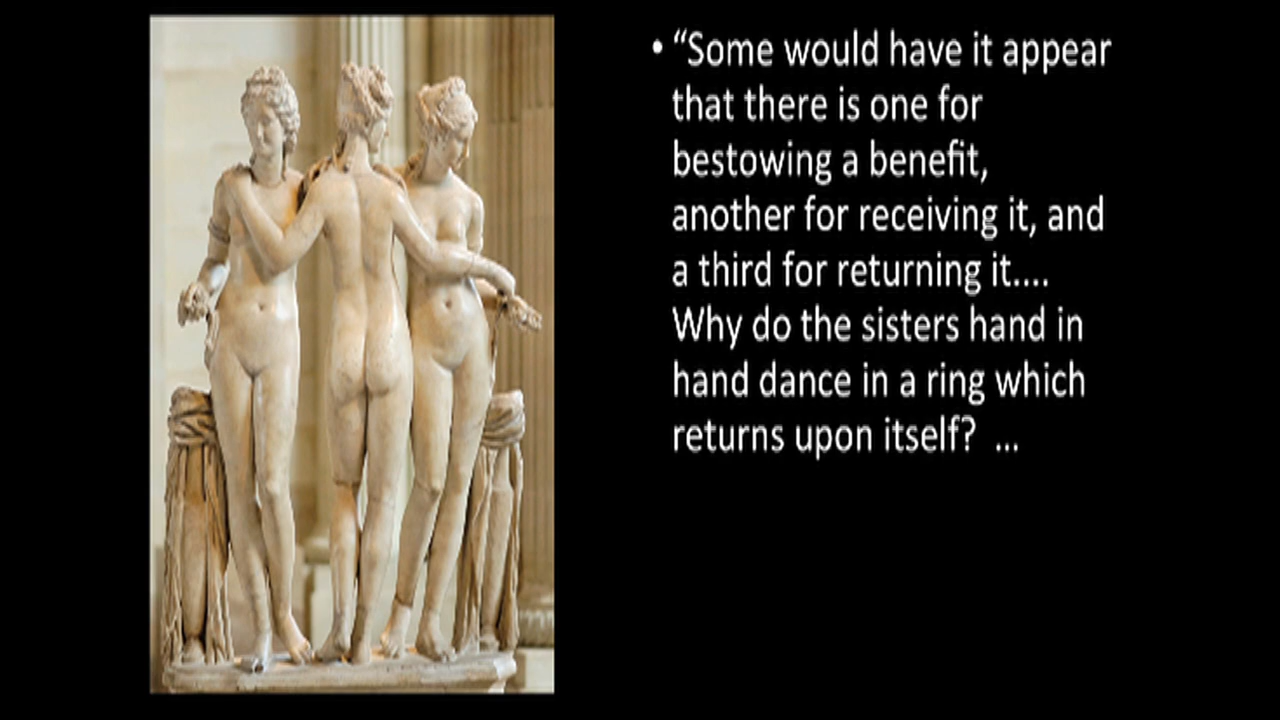 • “Some would have it appear
that there is one for
bestowing a benefit,
another for receiving it, and
a third for returning it....
Why do the sisters hand in
hand dance in a ring which
returns upon itself?  ...